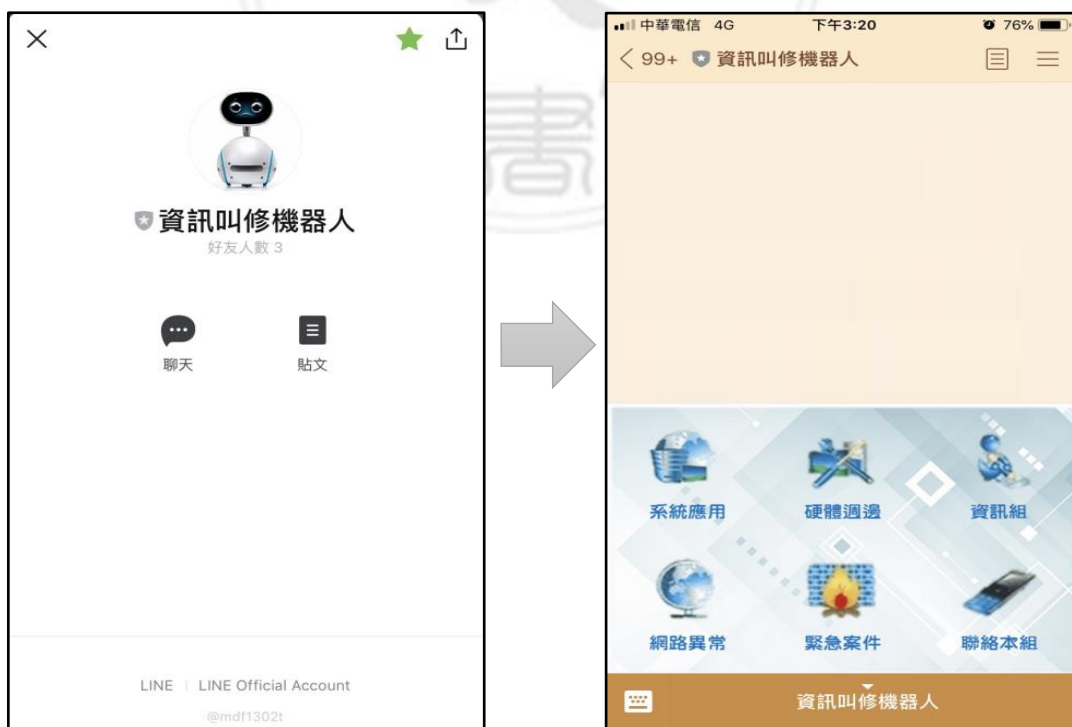 資訊叫修機器人
好友人數 3
聊天
貼文
LINE | LINE Official Account
@mdf1302t
中華電信 4G 下午3:20 76%
99+ 資訊叫修機器人
系統應用 硬體週邊 資訊組
網路異常 緊急案件 聯絡本組
資訊叫修機器人
書